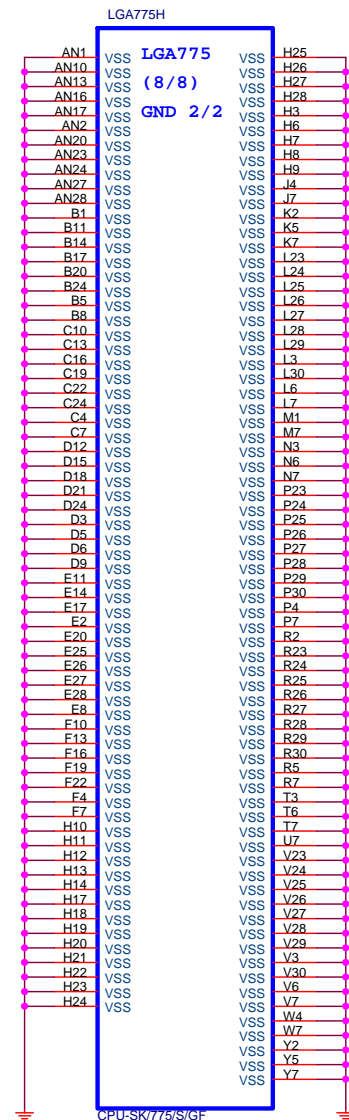 LGA775H
LGA775
(8/8)
GND 2/2
AN1 VSS VSS H25
AN10 VSS VSS H26
AN13 VSS VSS H27
AN16 VSS VSS H28
AN17 VSS VSS H3
AN2 VSS VSS H6
AN20 VSS VSS H7
AN23 VSS VSS H8
AN24 VSS VSS H9
AN27 VSS VSS J4
AN28 VSS VSS J7
B1 VSS VSS K2
B11 VSS VSS K5
B14 VSS VSS K7
B17 VSS VSS L23
B20 VSS VSS L24
B24 VSS VSS L25
B5 VSS VSS L26
B8 VSS VSS L27
C10 VSS VSS L28
C13 VSS VSS L29
C16 VSS VSS L3
C19 VSS VSS L30
C22 VSS VSS L6
C24 VSS VSS L7
C4 VSS VSS M1
C7 VSS VSS M7
D12 VSS VSS N3
D15 VSS VSS N6
D18 VSS VSS N7
D21 VSS VSS P23
D24 VSS VSS P24
D3 VSS VSS P25
D5 VSS VSS P26
D6 VSS VSS P27
D9 VSS VSS P28
E11 VSS VSS P29
E14 VSS VSS P30
E17 VSS VSS P4
E2 VSS VSS P7
E20 VSS VSS R2
E25 VSS VSS R23
E26 VSS VSS R24
E27 VSS VSS R25
E28 VSS VSS R26
E8 VSS VSS R27
F10 VSS VSS R28
F13 VSS VSS R29
F16 VSS VSS R30
F19 VSS VSS R5
F22 VSS VSS R7
F4 VSS VSS T3
F7 VSS VSS T6
H10 VSS VSS T7
H11 VSS VSS U7
H12 VSS VSS V23
H13 VSS VSS V24
H14 VSS VSS V25
H17 VSS VSS V26
H18 VSS VSS V27
H19 VSS VSS V28
H20 VSS VSS V29
H21 VSS VSS V3
H22 VSS VSS V30
H23 VSS VSS V6
H24 VSS VSS V7
VSS W4
VSS W7
VSS Y2
VSS Y5
VSS Y7
CPU-SK/775/S/GF